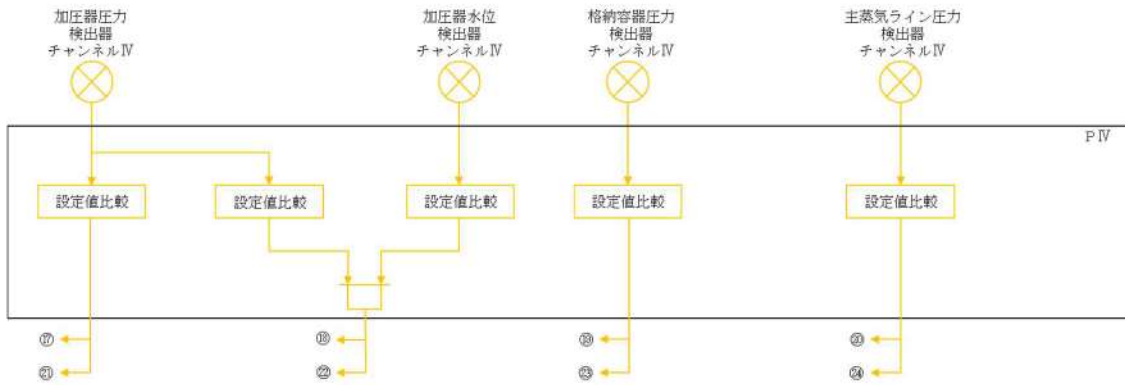 加圧器圧力
検出器
チャンネルⅣ
加圧器水位
検出器
チャンネルⅣ
格納容器圧力
検出器
チャンネルⅣ
主蒸気ライン圧力
検出器
チャンネルⅣ
PⅣ
設定値比較
設定値比較
設定値比較
設定値比較
設定値比較
⑰
⑱
⑲
⑳
㉑
㉒
㉓
㉔